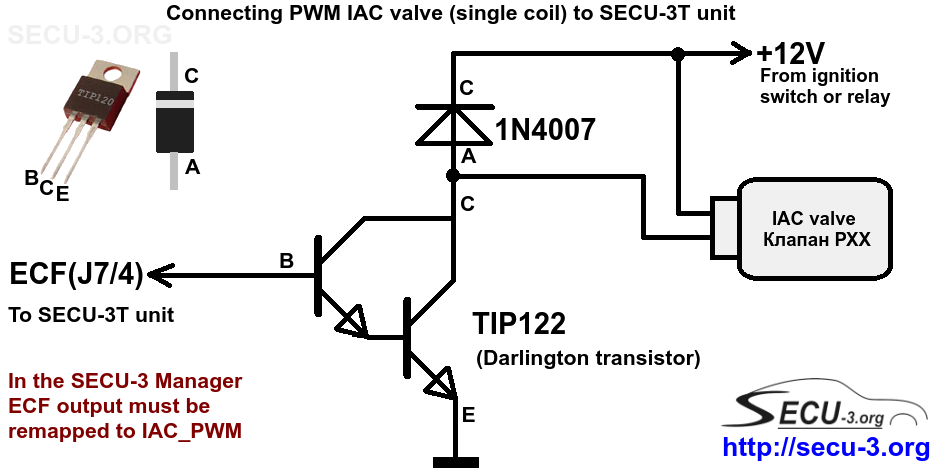 Connecting PWM IAC valve (single coil) to SECU-3T unit
SECU-3.ORG
C
A
TIP120
B
C
E
C
1N4007
A
C
+12V
From ignition
switch or relay
IAC valve
Клапан РХХ
ECF(J7/4)
B
To SECU-3T unit
TIP122
(Darlington transistor)
E
In the SECU-3 Manager
ECF output must be
remapped to IAC_PWM
SECU-3.org
http://secu-3.org